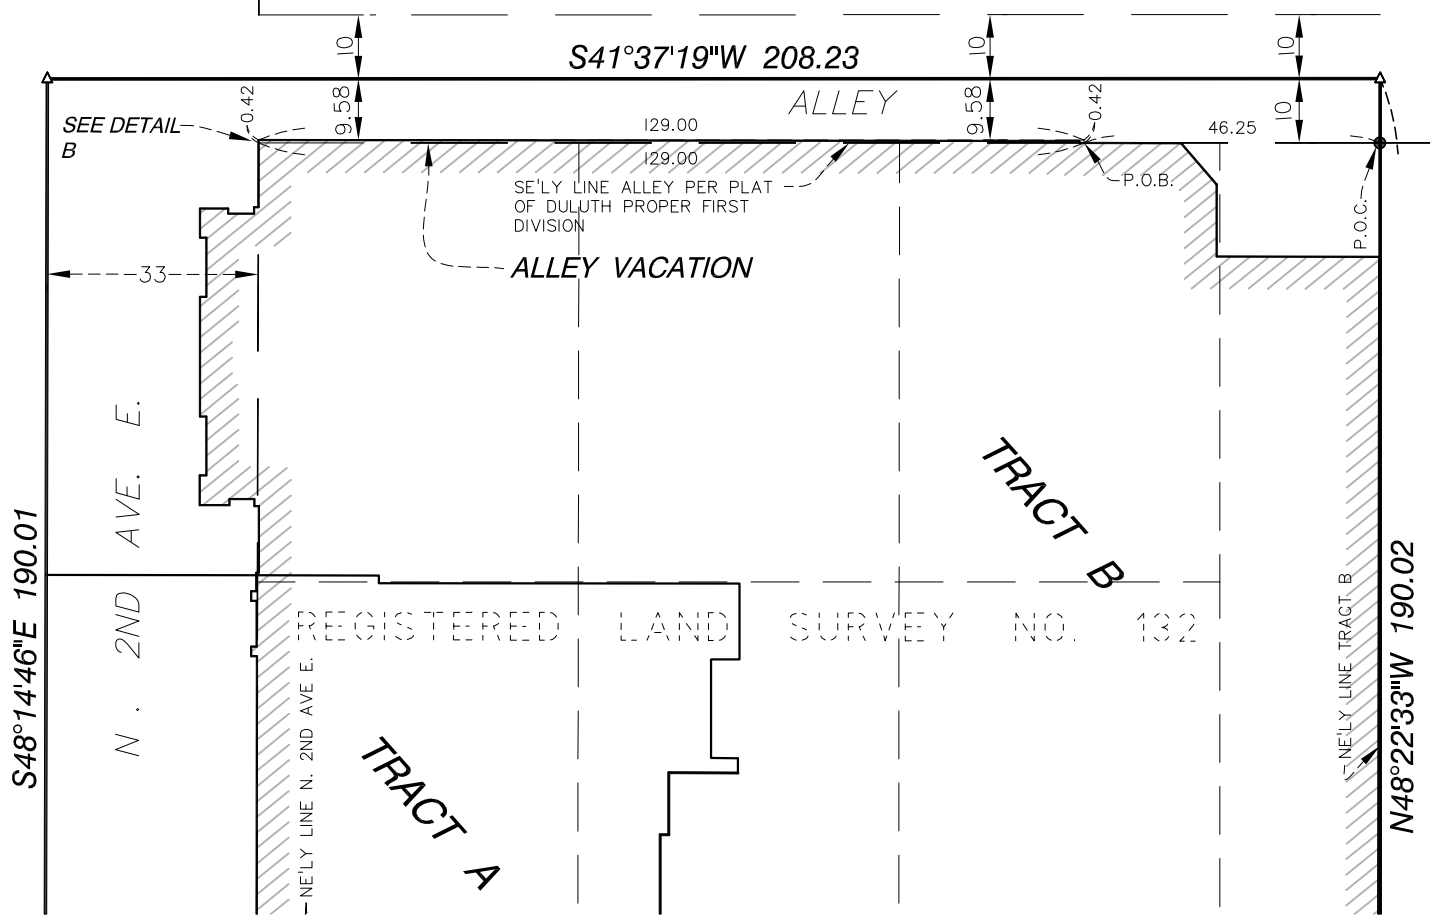 10
10
10
S41°37'19"W 208.23
0.42
9.58
ALLEY
9.58
0.42
10
SEE DETAIL
B
129.00
46.25
129.00
SE'LY LINE ALLEY PER PLAT
OF DULUTH PROPER FIRST
DIVISION
P.O.B.
P.O.C.
ALLEY VACATION
33
N. 2ND AVE. E.
TRACT B
S48°14'46"E 190.01
N48°22'33"W 190.02
REGISTERED LAND SURVEY NO. 132
NE'LY LINE TRACT B
NE'LY LINE N. 2ND AVE E.
TRACT A